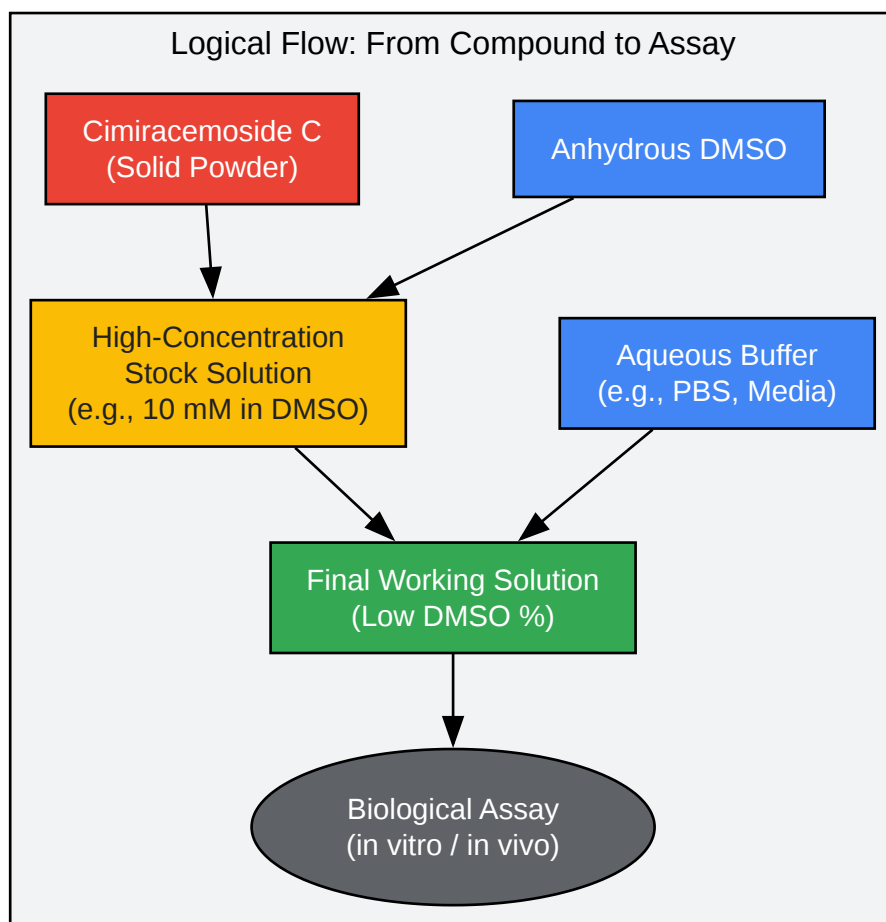 Logical Flow: From Compound to Assay
Cimiracemoside C
(Solid Powder)
Anhydrous DMSO
High-Concentration
Stock Solution
(e.g., 10 mM in DMSO)
Aqueous Buffer
(e.g., PBS, Media)
Final Working Solution
(Low DMSO %)
Biological Assay
(in vitro / in vivo)